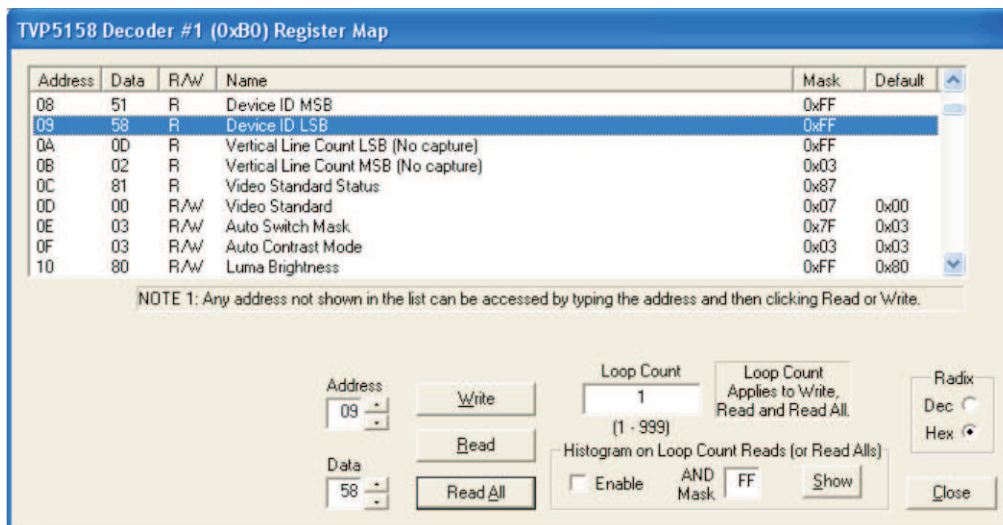 TVP5158 Decoder #1 (0xB0) Register Map
Address Data R/W Name Mask Default
08 51 R Device ID MSB 0xFF
09 58 R Device ID LSB 0xFF
0A 0D R Vertical Line Count LSB (No capture) 0xFF
0B 02 R Vertical Line Count MSB (No capture) 0x03
0C 81 R Video Standard Status 0x87
0D 00 R/W Video Standard 0x07 0x00
0E 03 R/W Auto Switch Mask 0x7F 0x03
0F 03 R/W Auto Contrast Mode 0x03 0x03
10 80 R/W Luma Brightness 0xFF 0x80
NOTE 1: Any address not shown in the list can be accessed by typing the address and then clicking Read or Write.
Address
09
Data
58
Write
Read
Read All
Loop Count
1
(1 - 999)
Loop Count
Applies to Write,
Read and Read All.
Histogram on Loop Count Reads (or Read Alls)
Enable
AND
Mask
FF
Show
Radix
Dec
Hex
Close